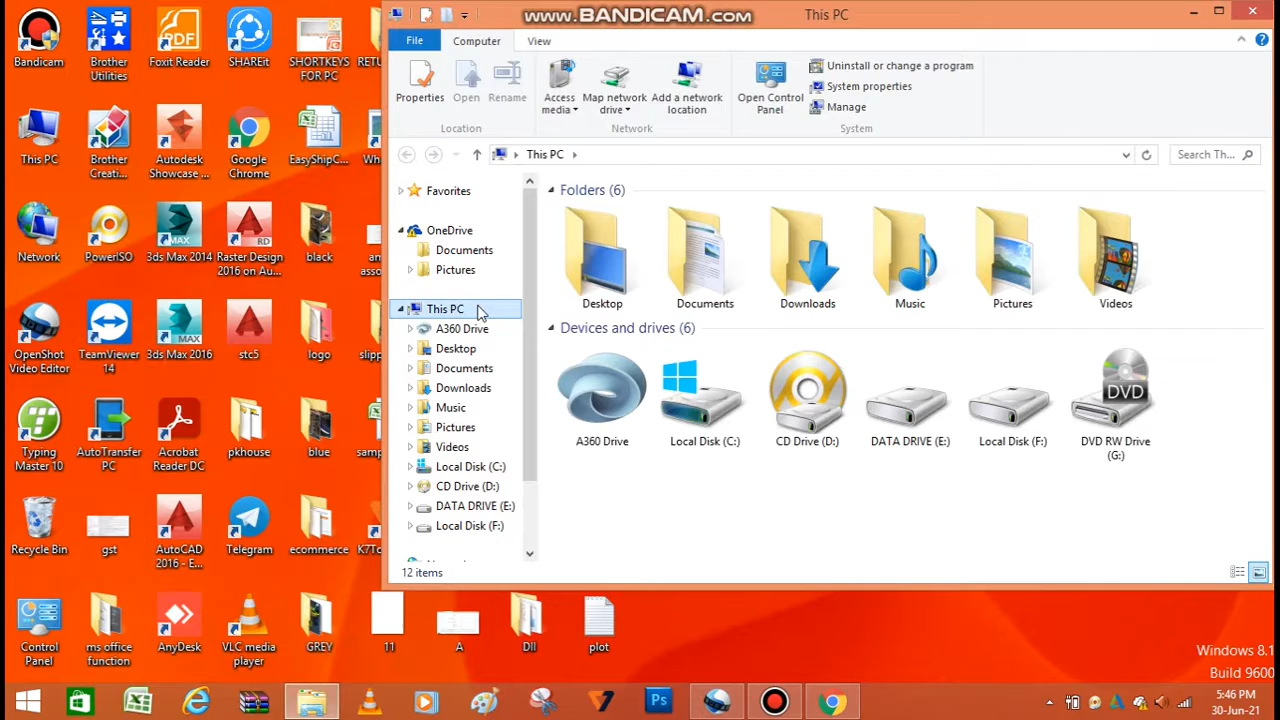 www.BANDICAM.com
This PC
File
Computer
View
Properties
Open
Rename
Access media
Map network drive
Add a network location
Open Control Panel
Uninstall or change a program
System properties
Manage
Location
Network
System
This PC
Search Th...
Favorites
OneDrive
Documents
Pictures
This PC
A360 Drive
Desktop
Documents
Downloads
Music
Pictures
Videos
Local Disk (C:)
CD Drive (D:)
DATA DRIVE (E:)
Local Disk (F:)
Folders (6)
Desktop
Documents
Downloads
Music
Pictures
Videos
Devices and drives (6)
A360 Drive
Local Disk (C:)
CD Drive (D:)
DATA DRIVE (E:)
Local Disk (F:)
DVD
DVD RW Drive
(G:)
12 items
Bandicam
Brother
Utilities
PDF
Foxit Reader
SHAREit
SHORTKEYS
FOR PC
This PC
Brother
Creati...
Autodesk
Showcase ...
Google
Chrome
EasyShipC...
Network
PowerISO
MAX
3ds Max 2014
RD
Raster Design
2016 on Au...
black
OpenShot
Video Editor
TeamViewer
14
MAX
3ds Max 2016
stc5
logo
Typing
Master 10
AutoTransfer
PC
Acrobat
Reader DC
pkhouse
blue
Recycle Bin
gst
AutoCAD
2016 - E...
Telegram
ecommerce
Control
Panel
ms office
function
AnyDesk
VLC media
player
GREY
11
A
Dll
plot
Windows 8.1
Build 9600
Ps
5:46 PM
30-Jun-21